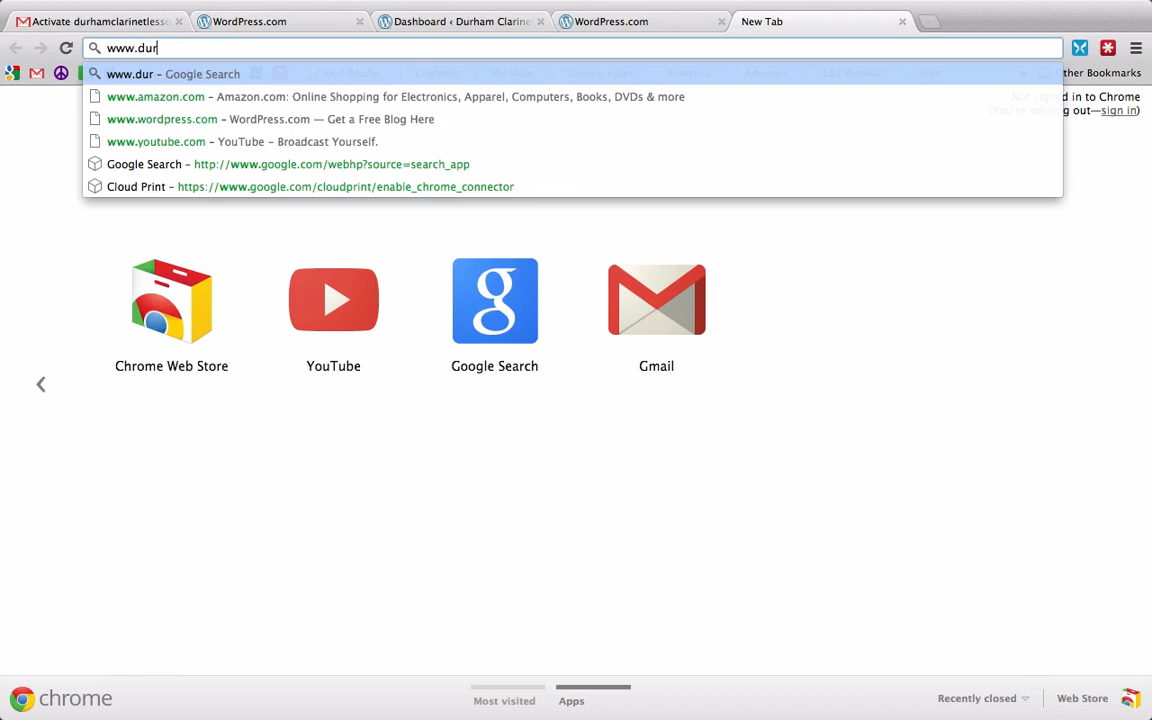 Activate durhamclarinetlesso
WordPress.com
Dashboard ‹ Durham Clarine
WordPress.com
New Tab
www.dur
www.dur – Google Search
Other Bookmarks
www.amazon.com – Amazon.com: Online Shopping for Electronics, Apparel, Computers, Books, DVDs & more
Not signed in to Chrome
www.wordpress.com – WordPress.com — Get a Free Blog Here
(You're missing out—sign in)
www.youtube.com – YouTube – Broadcast Yourself.
Google Search – http://www.google.com/webhp?source=search_app
Cloud Print – https://www.google.com/cloudprint/enable_chrome_connector
Chrome Web Store
YouTube
Google Search
Gmail
chrome
Most visited
Apps
Recently closed
Web Store